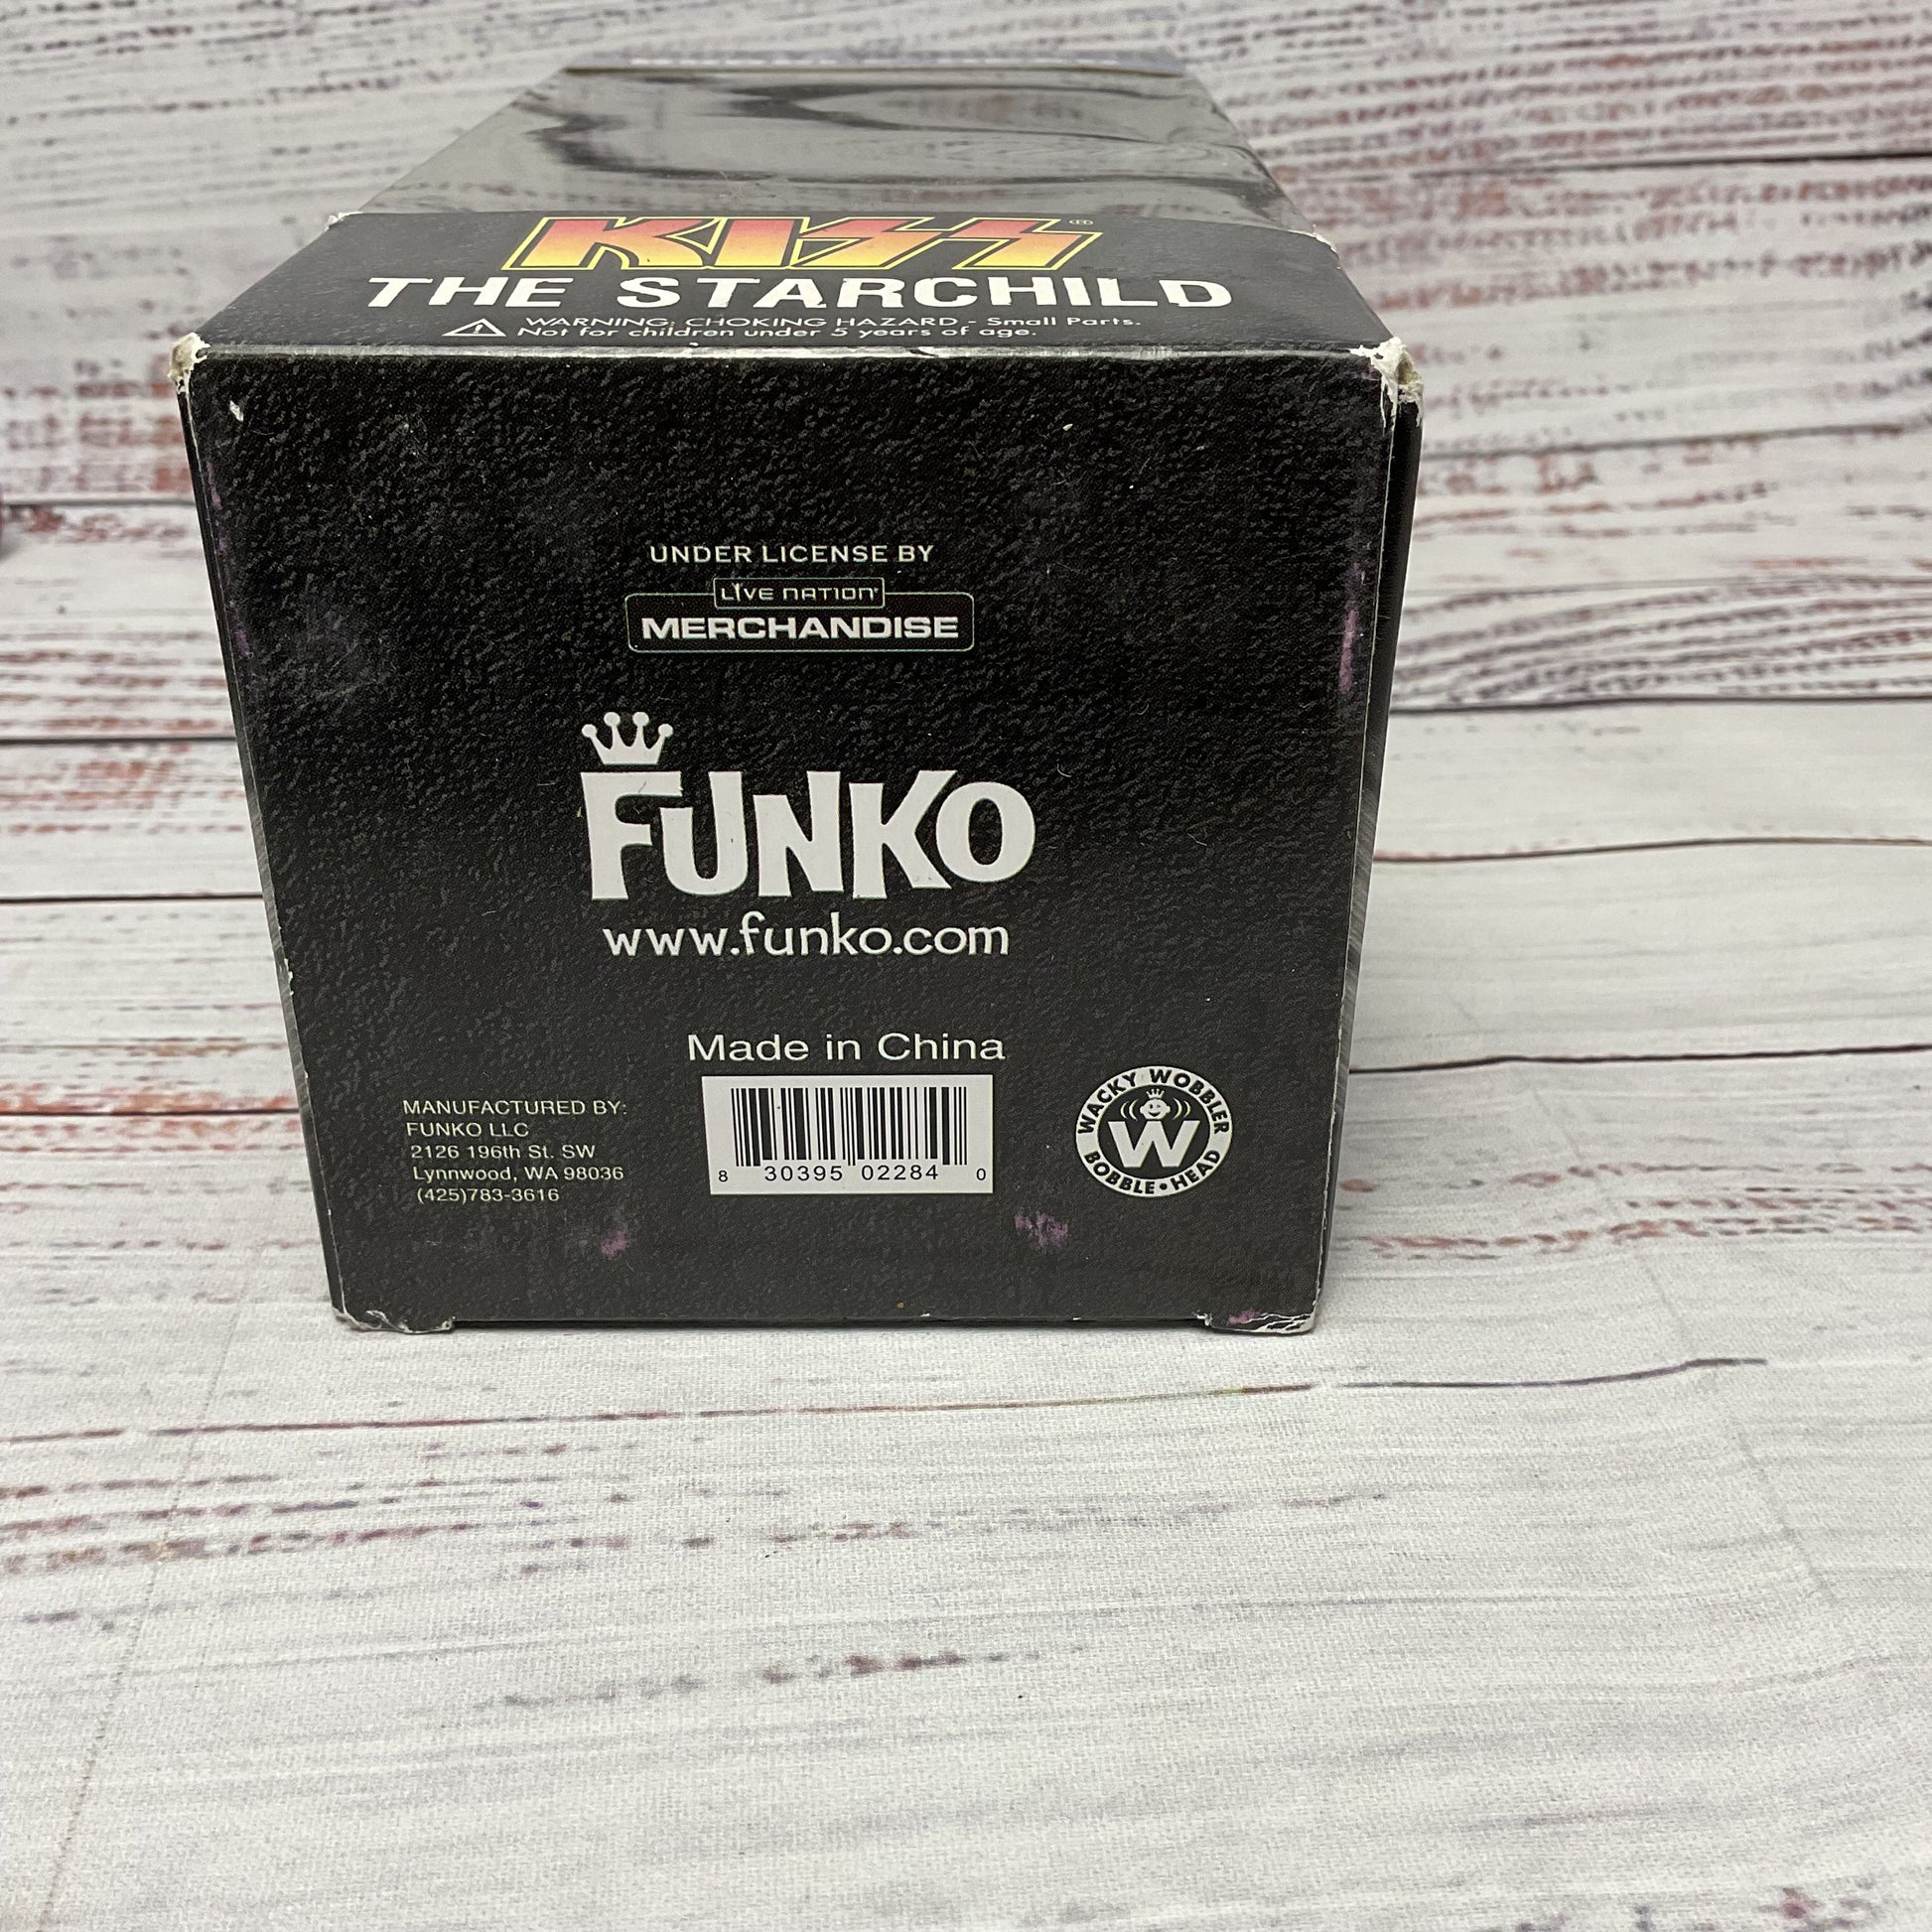 KISS®
THE STARCHILD
WARNING: CHOKING HAZARD - Small Parts.
Not for children under 5 years of age.
UNDER LICENSE BY
LIVE NATION®
MERCHANDISE
FUNKO
www.funko.com
Made in China
MANUFACTURED BY:
FUNKO LLC
2126 196th St. SW
Lynnwood, WA 98036
(425)783-3616
8 30395 02284 0
WACKY WOBBLER
W
BOBBLE•HEAD